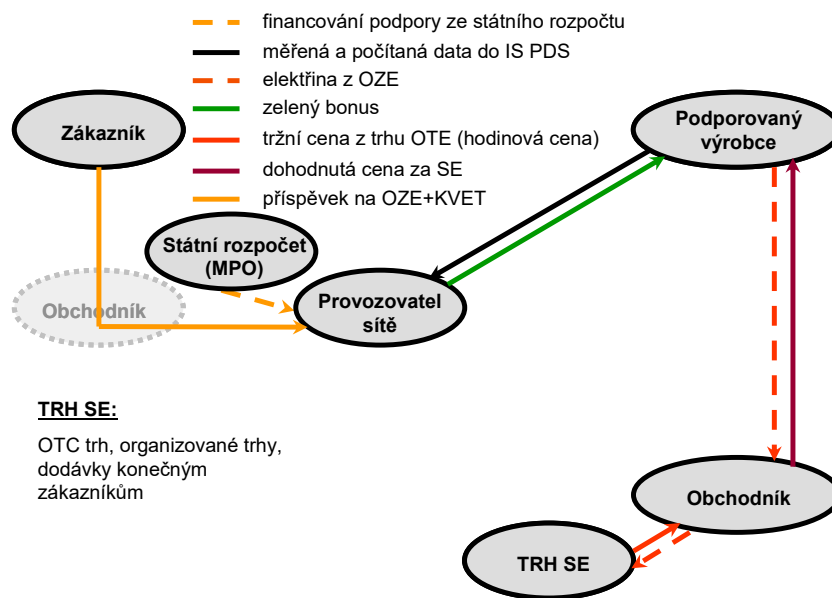 financování podpory ze státního rozpočtu
měřená a počítaná data do IS PDS
elektřina z OZE
zelený bonus
tržní cena z trhu OTE (hodinová cena)
dohodnutá cena za SE
příspěvek na OZE+KVET
Zákazník
Podporovaný
výrobce
Státní rozpočet
(MPO)
Obchodník
Provozovatel
sítě
TRH SE:
OTC trh, organizované trhy,
dodávky konečným
zákazníkům
Obchodník
TRH SE